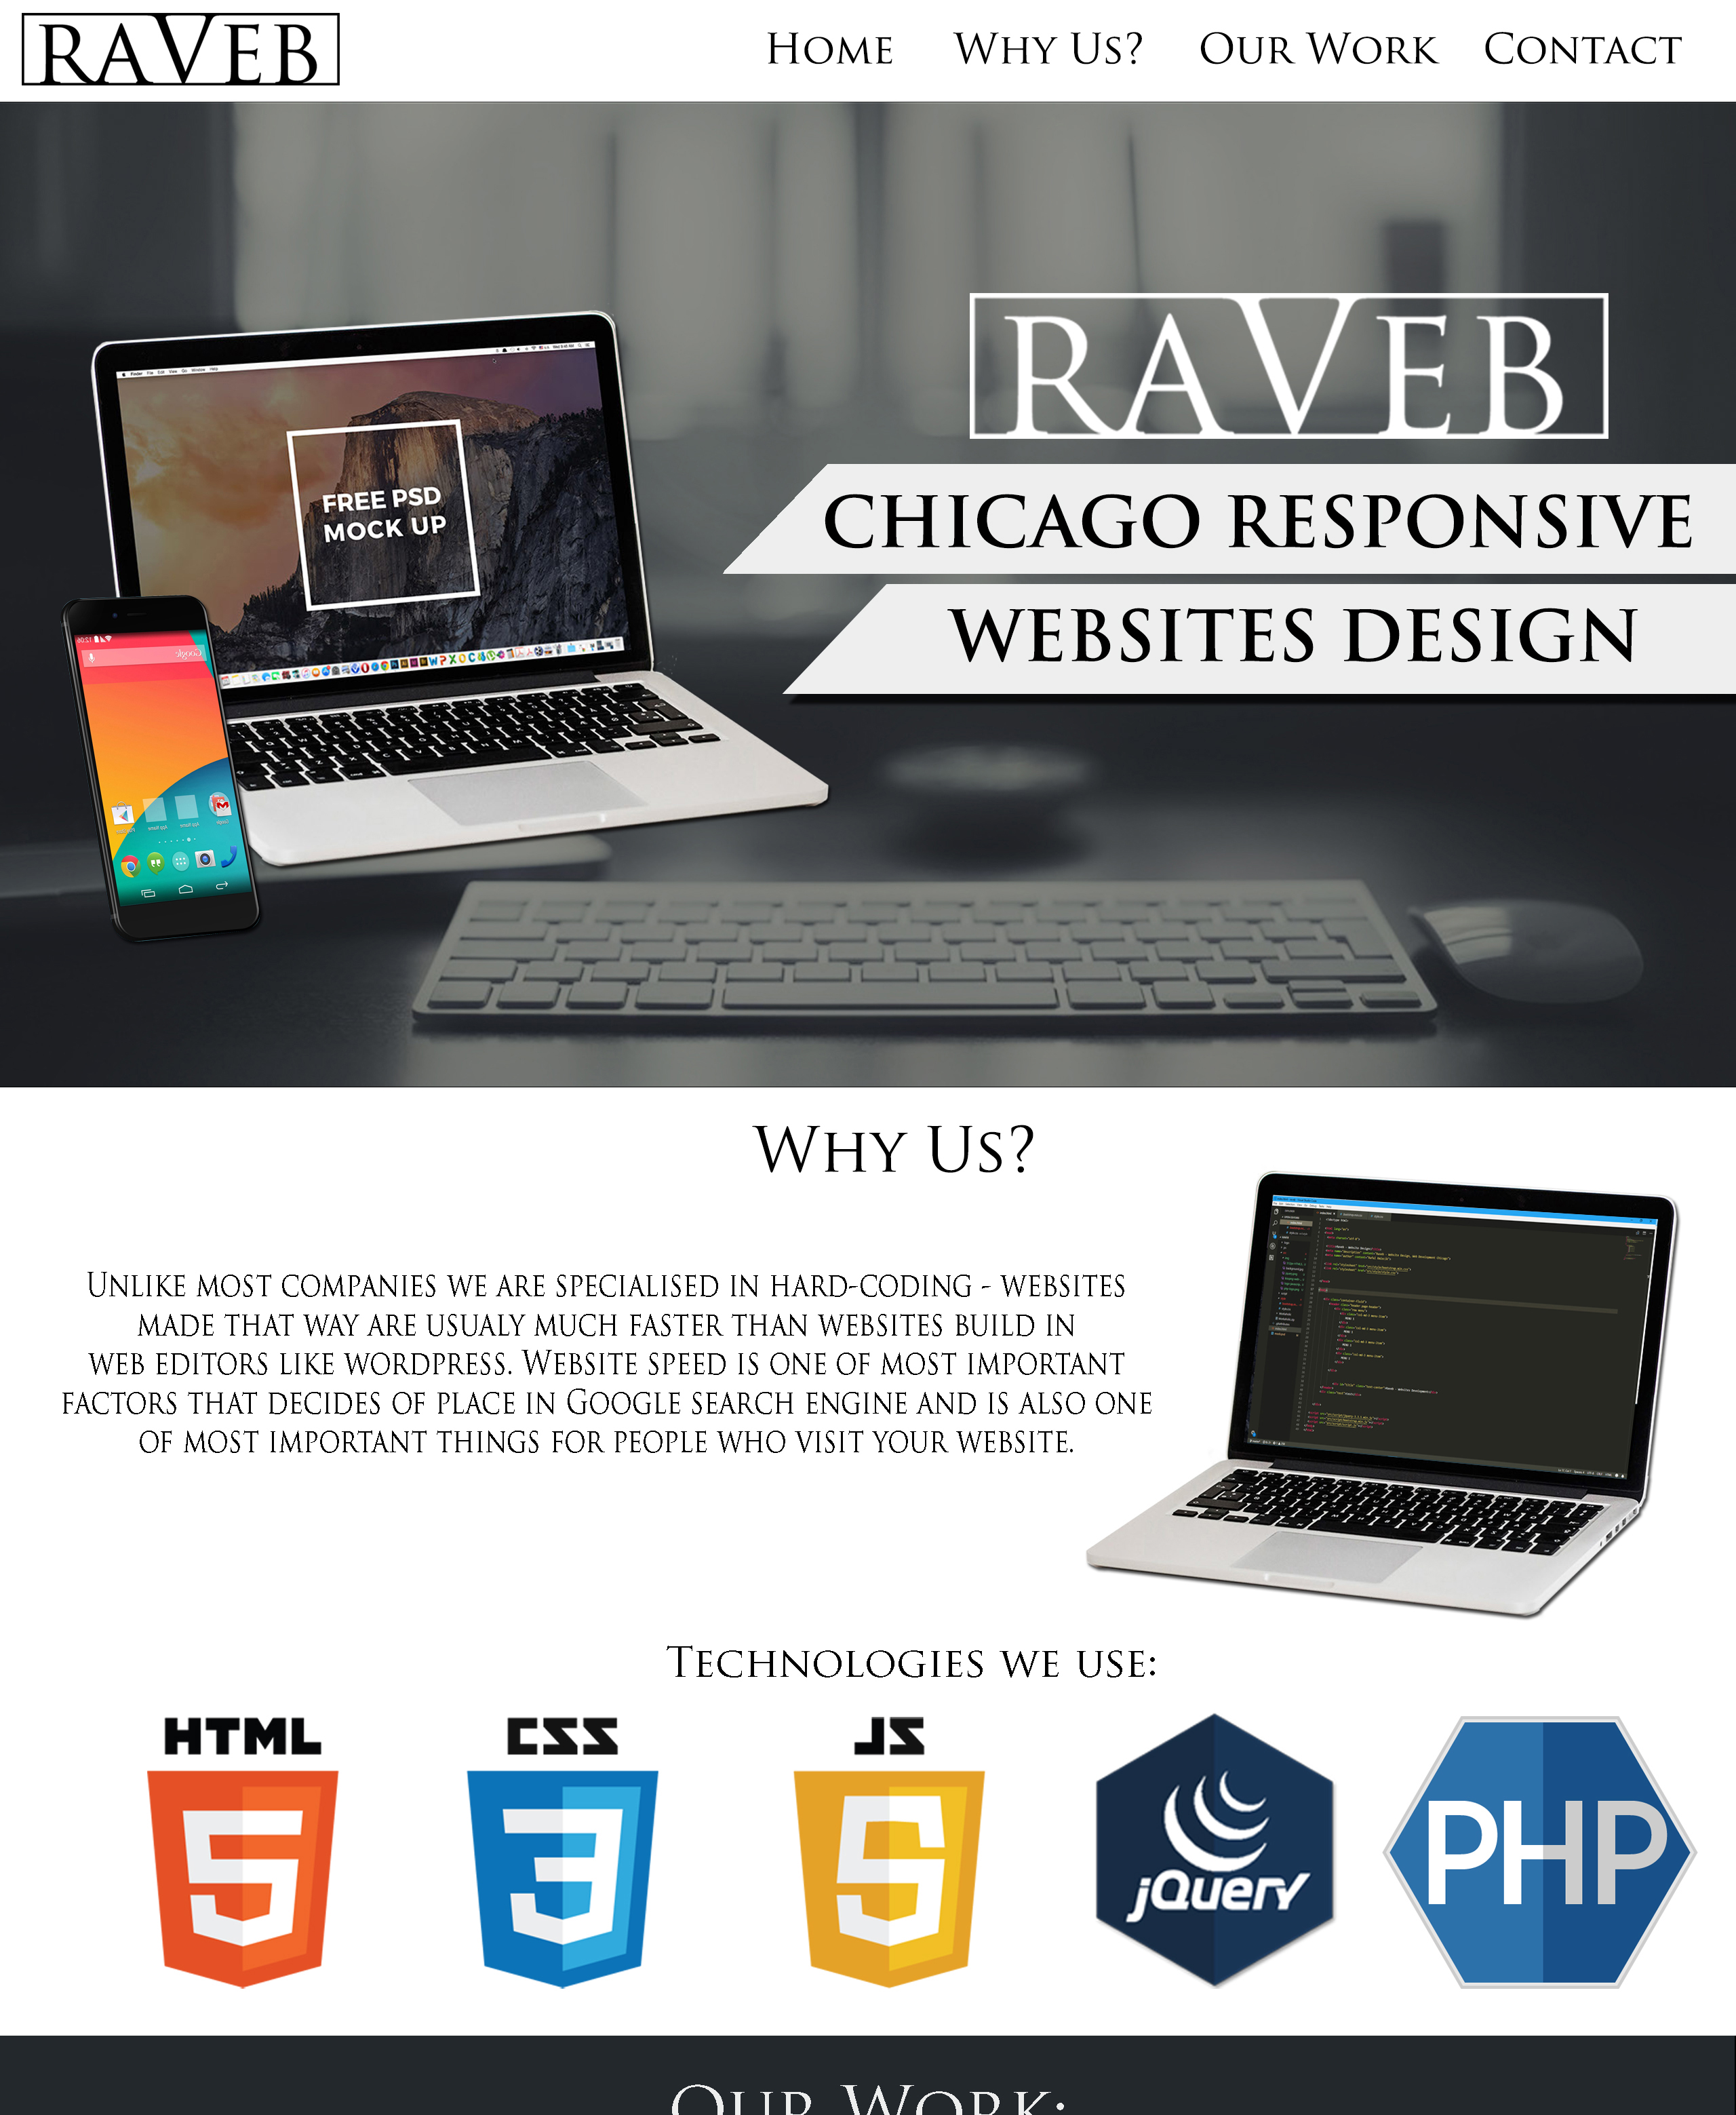 RAVEB
Home Why Us? Our Work Contact
RAVEB
CHICAGO RESPONSIVE
WEBSITES DESIGN
FREE PSD
MOCK UP
Why Us?
Unlike most companies we are specialised in hard-coding - websites
made that way are usualy much faster than websites build in
web editors like wordpress. Website speed is one of most important
factors that decides of place in Google search engine and is also one
of most important things for people who visit your website.
Technologies we use:
HTML CSS JS
5 3 5 jQuery PHP
Our Work: